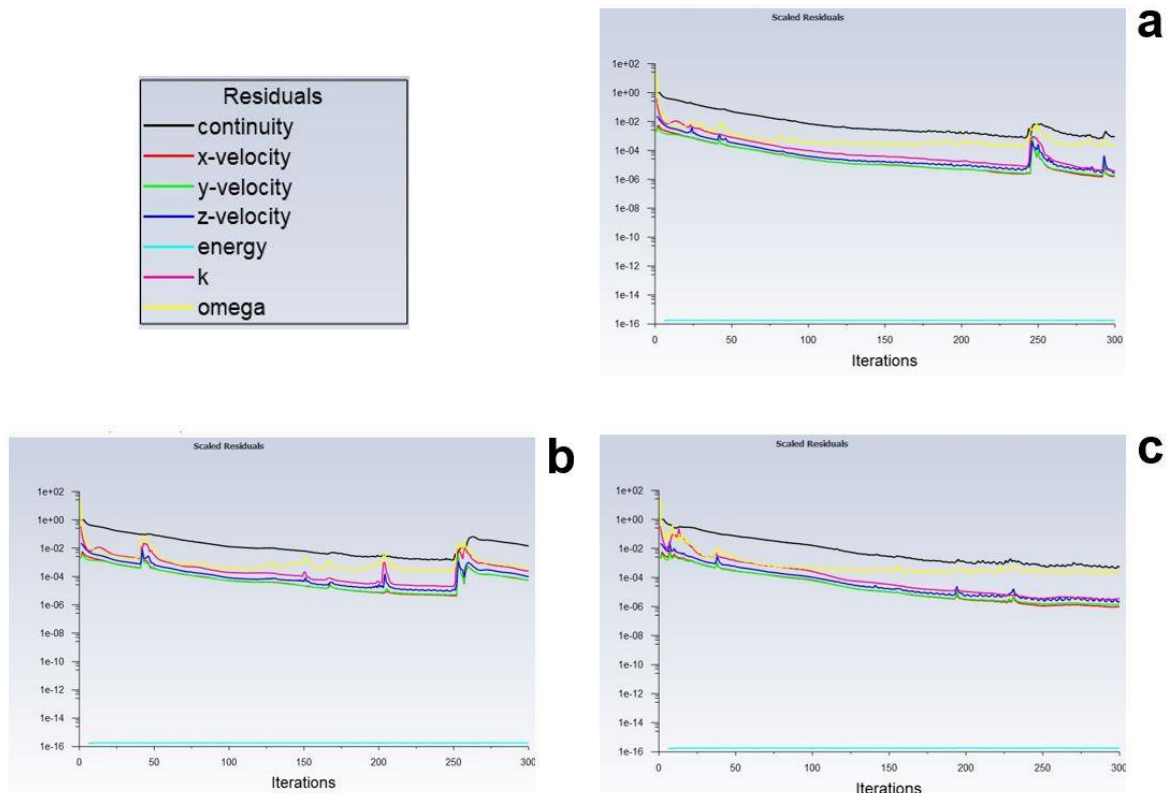 Residuals
continuity
x-velocity
y-velocity
z-velocity
energy
k
omega
Scaled Residuals
a
1e+02
1e+00
1e-02
1e-04
1e-06
1e-08
1e-10
1e-12
1e-14
1e-16
0 50 100 150 200 250 300
Iterations
Scaled Residuals
b
1e+02
1e+00
1e-02
1e-04
1e-06
1e-08
1e-10
1e-12
1e-14
1e-16
0 50 100 150 200 250 300
Iterations
Scaled Residuals
c
1e+02
1e+00
1e-02
1e-04
1e-06
1e-08
1e-10
1e-12
1e-14
1e-16
0 50 100 150 200 250 300
Iterations